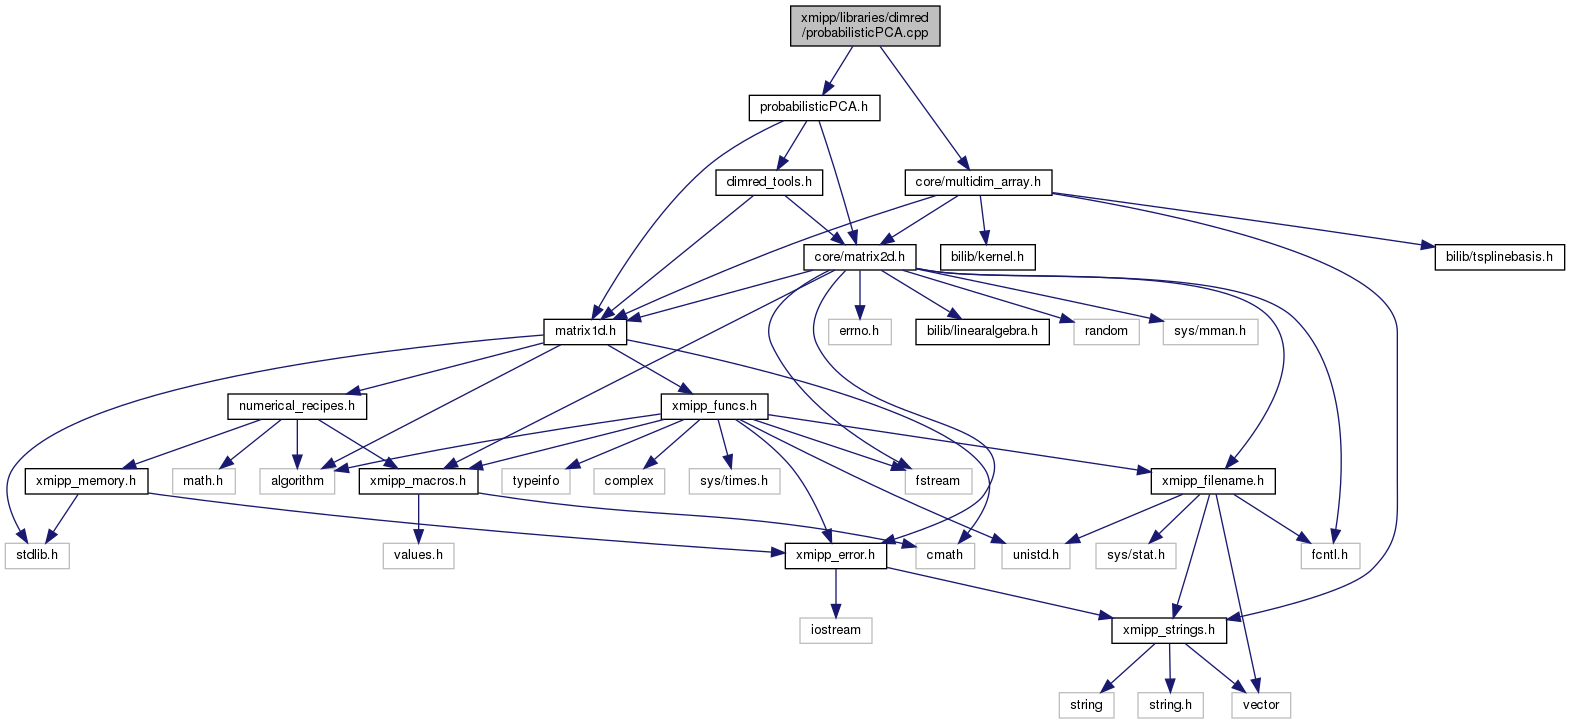 xmipp/libraries/dimred
/probabilisticPCA.cpp
probabilisticPCA.h
dimred_tools.h
core/multidim_array.h
core/matrix2d.h
bilib/kernel.h
bilib/tsplinebasis.h
matrix1d.h
errno.h
bilib/linearalgebra.h
random
sys/mman.h
numerical_recipes.h
xmipp_funcs.h
xmipp_memory.h
math.h
algorithm
xmipp_macros.h
typeinfo
complex
sys/times.h
fstream
xmipp_filename.h
stdlib.h
values.h
xmipp_error.h
cmath
unistd.h
sys/stat.h
fcntl.h
iostream
xmipp_strings.h
string
string.h
vector